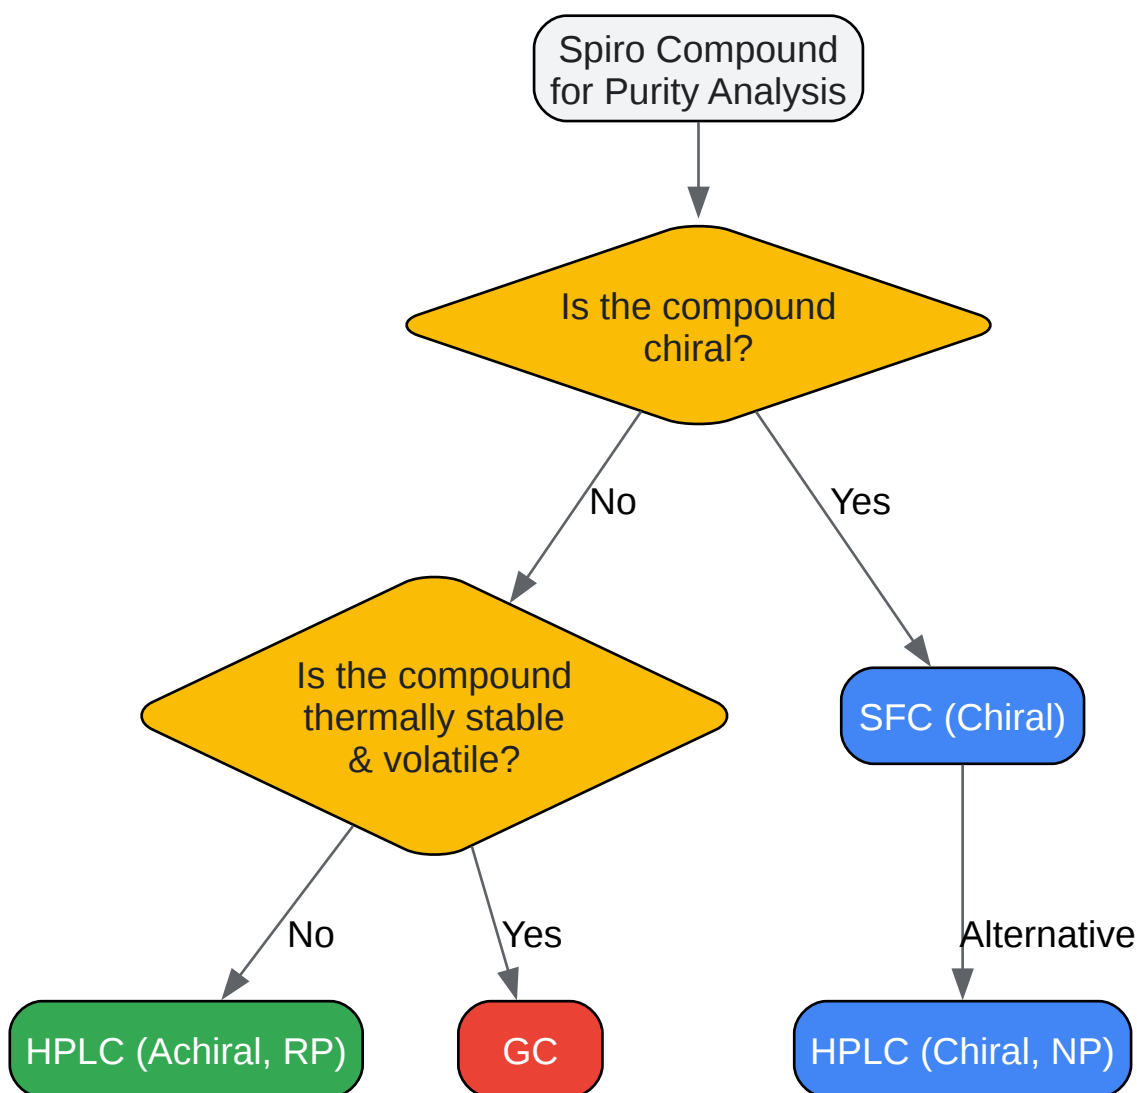 Spiro Compound
for Purity Analysis
Is the compound
chiral?
No
Yes
Is the compound
thermally stable
& volatile?
SFC (Chiral)
No
Yes
Alternative
HPLC (Achiral, RP)
GC
HPLC (Chiral, NP)